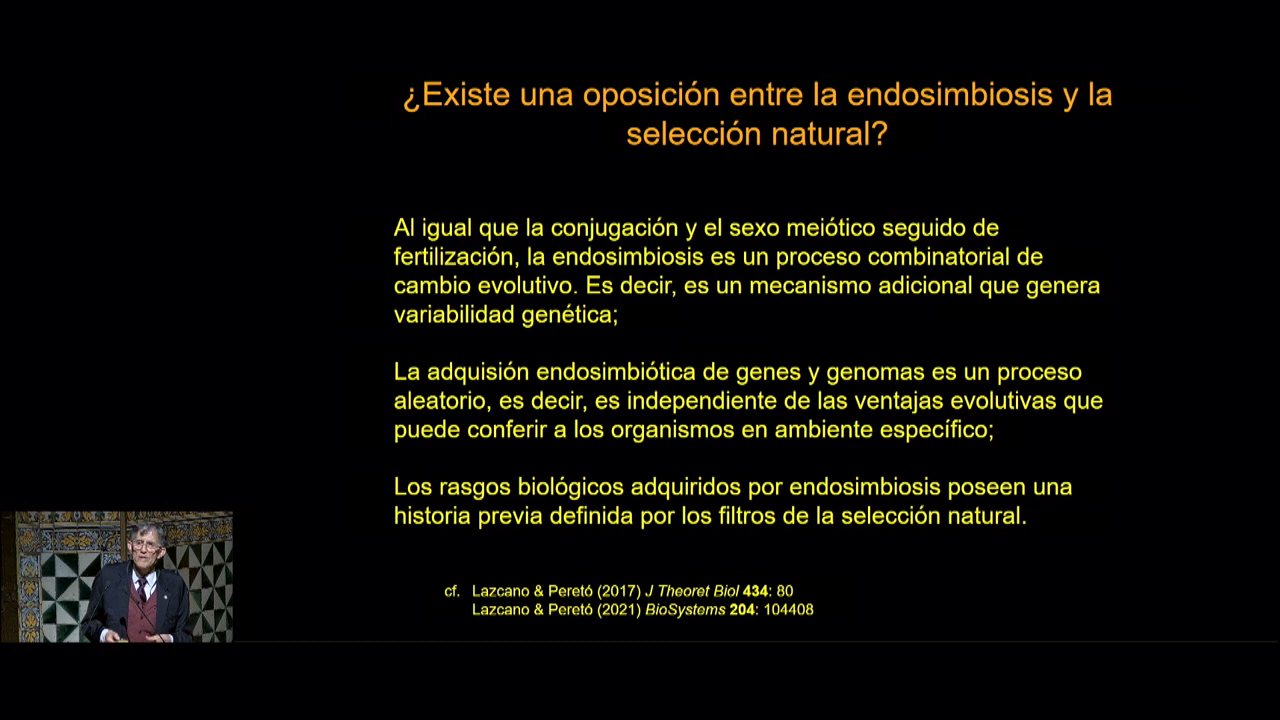 ¿Existe una oposición entre la endosimbiosis y la
selección natural?
Al igual que la conjugación y el sexo meiótico seguido de
fertilización, la endosimbiosis es un proceso combinatorial de
cambio evolutivo. Es decir, es un mecanismo adicional que genera
variabilidad genética;
La adquisión endosimbiótica de genes y genomas es un proceso
aleatorio, es decir, es independiente de las ventajas evolutivas que
puede conferir a los organismos en ambiente específico;
Los rasgos biológicos adquiridos por endosimbiosis poseen una
historia previa definida por los filtros de la selección natural.
cf. Lazcano & Peretó (2017) J Theoret Biol 434: 80
Lazcano & Peretó (2021) BioSystems 204: 104408